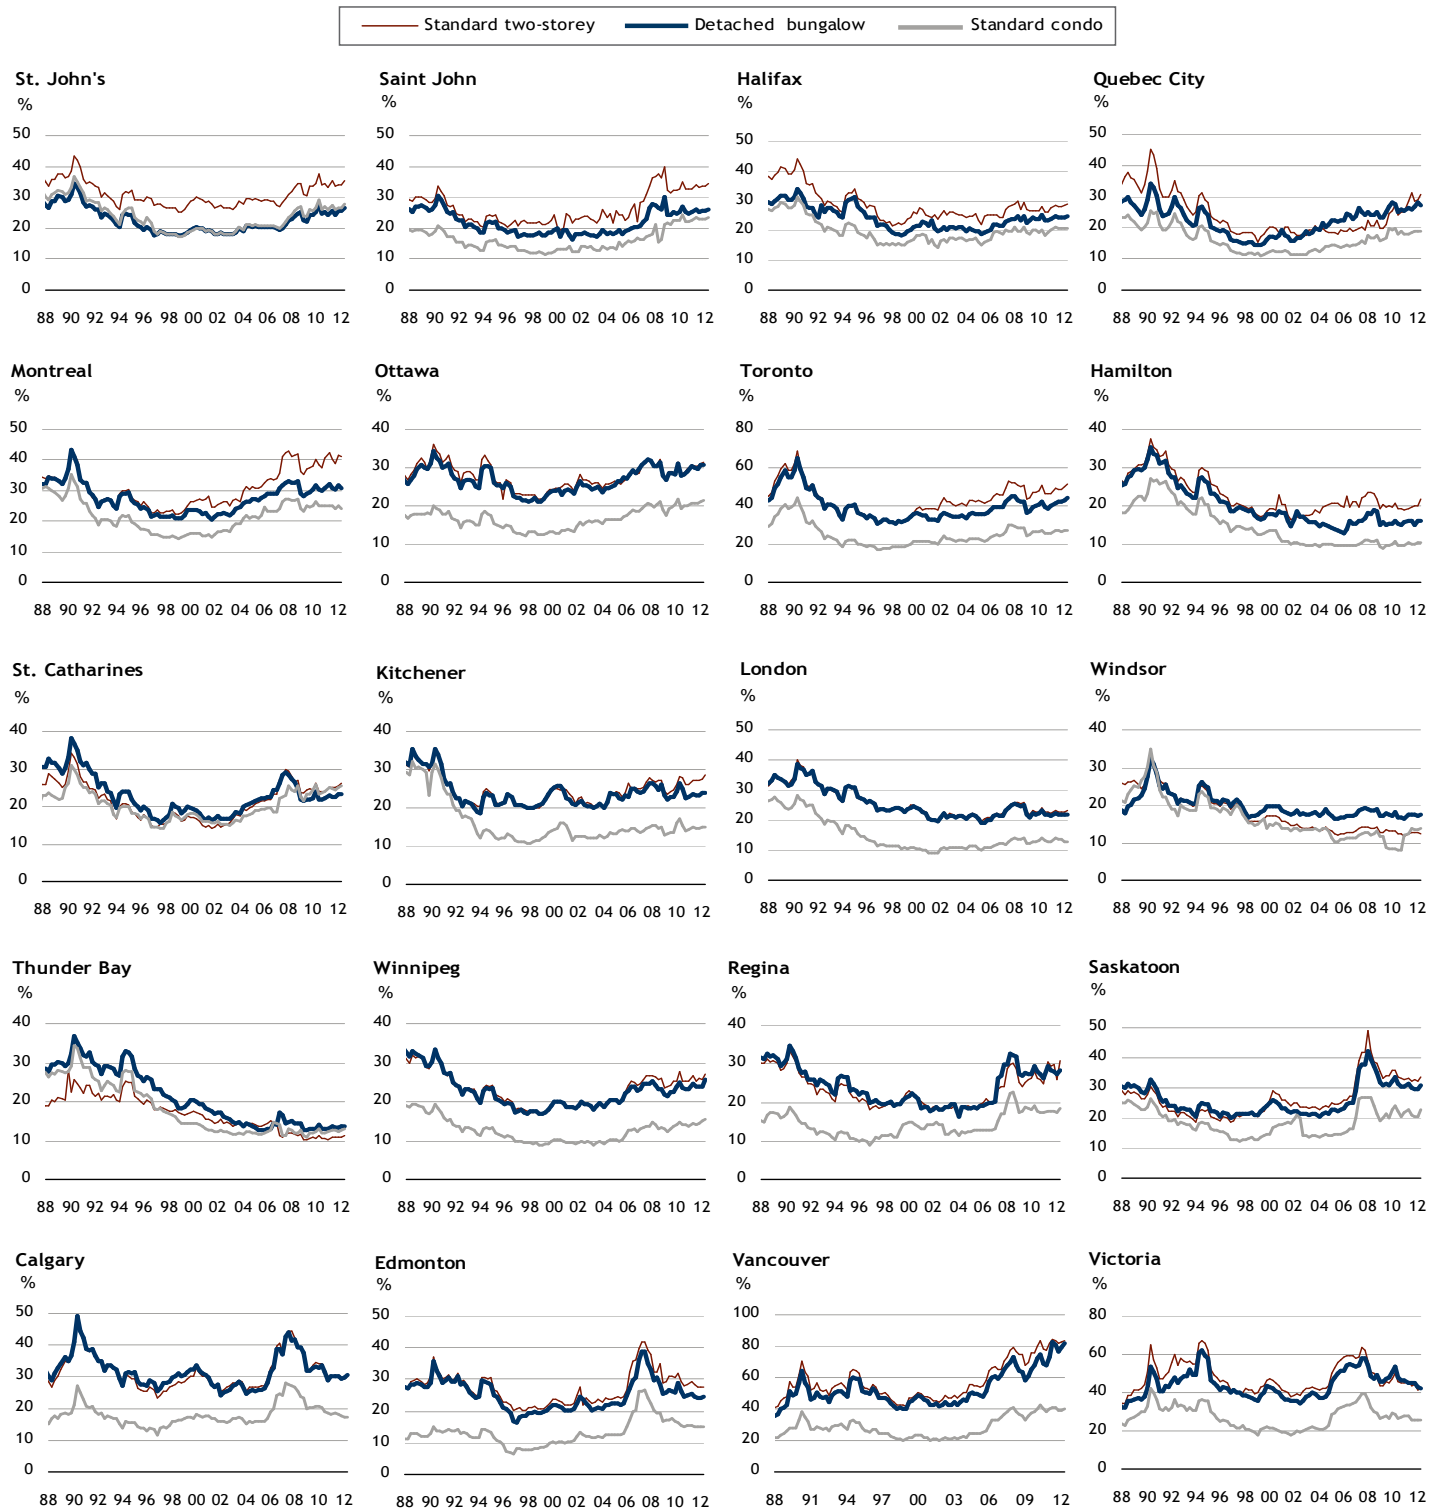 Standard two-storey Detached bungalow Standard condo
St. John's Saint John Halifax Quebec City
% % % %
50 50 50 50
40 40 40 40
30 30 30 30
20 20 20 20
10 10 10 10
0 0 0 0
88 90 92 94 96 98 00 02 04 06 08 10 12 88 90 92 94 96 98 00 02 04 06 08 10 12 88 90 92 94 96 98 00 02 04 06 08 10 12 88 90 92 94 96 98 00 02 04 06 08 10 12
Montreal Ottawa Toronto Hamilton
% % % %
50 40 80 40
40 30 60 30
30 20 40 20
20 10 20 10
10 0 0 0
0
88 90 92 94 96 98 00 02 04 06 08 10 12 88 90 92 94 96 98 00 02 04 06 08 10 12 88 90 92 94 96 98 00 02 04 06 08 10 12 88 90 92 94 96 98 00 02 04 06 08 10 12
St. Catharines Kitchener London Windsor
% % % %
40 40 50 40
30 30 40 30
20 20 30 20
10 10 20 10
0 0 10 0
0
88 90 92 94 96 98 00 02 04 06 08 10 12 88 90 92 94 96 98 00 02 04 06 08 10 12 88 90 92 94 96 98 00 02 04 06 08 10 12 88 90 92 94 96 98 00 02 04 06 08 10 12
Thunder Bay Winnipeg Regina Saskatoon
% % % %
40 40 40 50
30 30 30 40
20 20 20 30
10 10 10 20
0 0 0 10
0
88 90 92 94 96 98 00 02 04 06 08 10 12 88 90 92 94 96 98 00 02 04 06 08 10 12 88 90 92 94 96 98 00 02 04 06 08 10 12 88 90 92 94 96 98 00 02 04 06 08 10 12
Calgary Edmonton Vancouver Victoria
% % % %
50 50 100 80
40 40 80 60
30 30 60 40
20 20 40 20
10 10 20 0
0 0 0
88 90 92 94 96 98 00 02 04 06 08 10 12 88 90 92 94 96 98 00 02 04 06 08 10 12 88 91 94 97 00 03 06 09 12 88 90 92 94 96 98 00 02 04 06 08 10 12